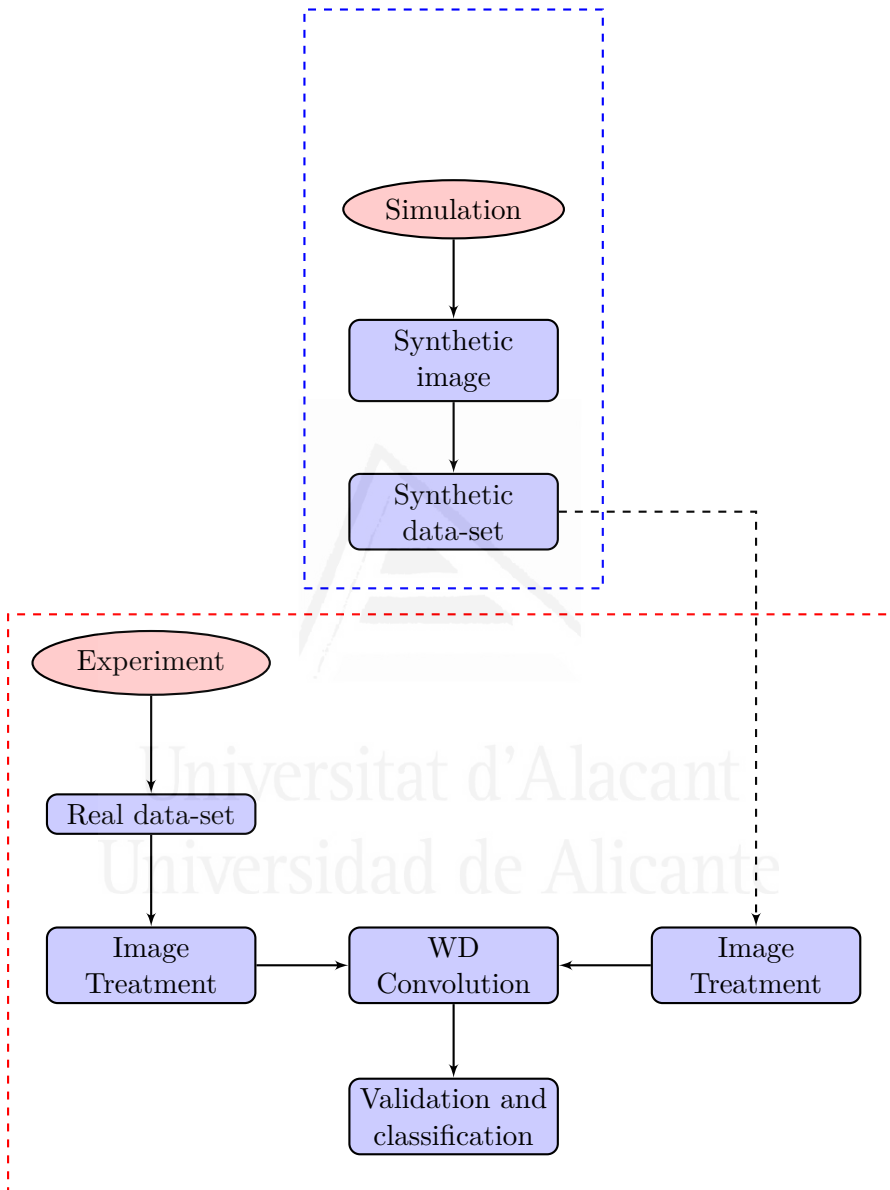 Simulation
Synthetic
image
Synthetic
data-set
Experiment
Universitat d'Alacant
Real data-set
Universidad de Alicante
Image
Treatment
WD
Convolution
Image
Treatment
Validation and
classification